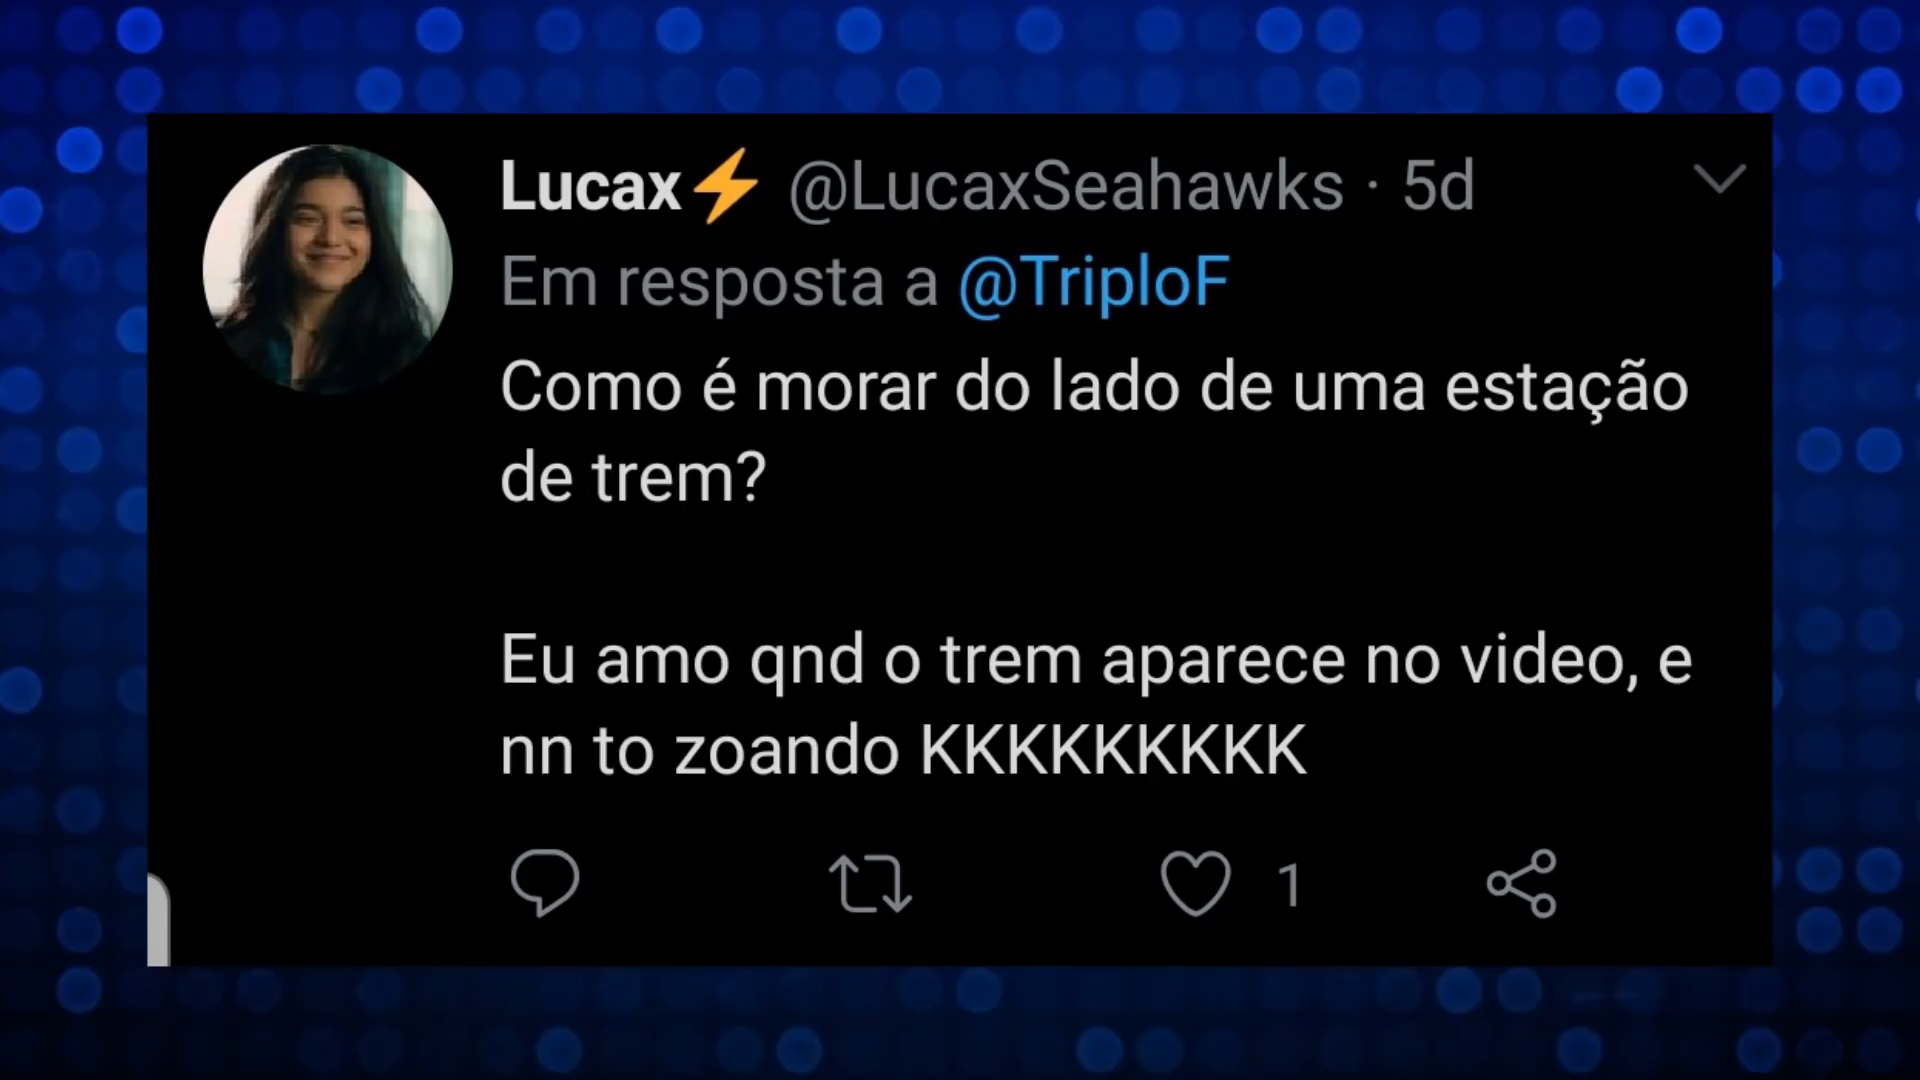 Lucax⚡ @LucaxSeahawks · 5d
Em resposta a @TriploF
Como é morar do lado de uma estação
de trem?
Eu amo qnd o trem aparece no video, e
nn to zoando KKKKKKKKK
1